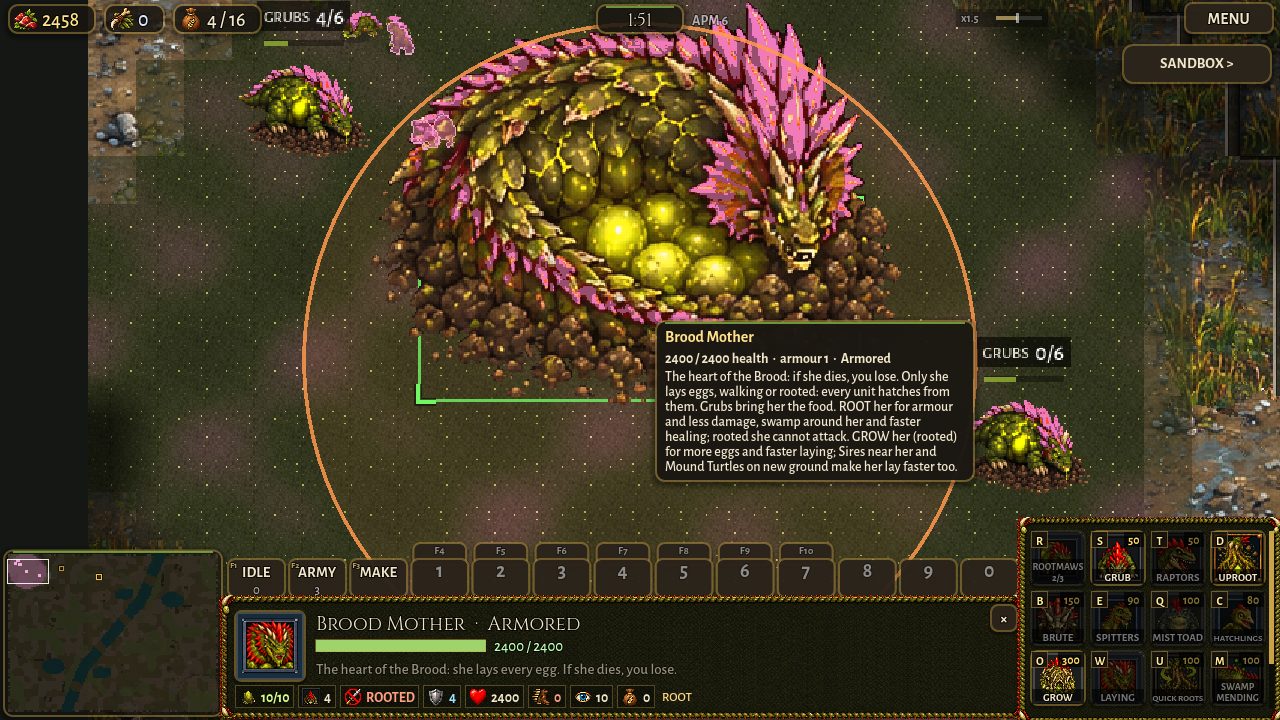 2458
0
4/16
GRUBS 4/6
1:51
APM 6
X1.5
MENU
SANDBOX >
GRUBS 0/6
Brood Mother
2400 / 2400 health · armour 1 · Armored
The heart of the Brood: if she dies, you lose. Only she
lays eggs, walking or rooted: every unit hatches from
them. Grubs bring her the food. ROOT her for armour
and less damage, swamp around her and faster
healing; rooted she cannot attack. GROW her (rooted)
for more eggs and faster laying; Sires near her and
Mound Turtles on new ground make her lay faster too.
F1 IDLE 0
F2 ARMY 3
MAKE
F4 F5 F6 F7 F8 F9 F10
1 2 3 4 5 6 7 8 9 0
BROOD MOTHER · ARMORED
2400 / 2400
The heart of the Brood: she lays every egg. If she dies, you lose.
10/10 4 ROOTED 4 2400 0 10 0 ROOT
×
R ROOTMAWS 2/3
S 50 GRUB
T 50 RAPTORS
D UPROOT
B 150 BRUTE
E 90 SPITTERS
Q 100 MIST TOAD
C 80 HATCHLINGS
O 300 GROW
W LAYING
U 100 QUICK ROOTS
M 100 SWAMP MENDING